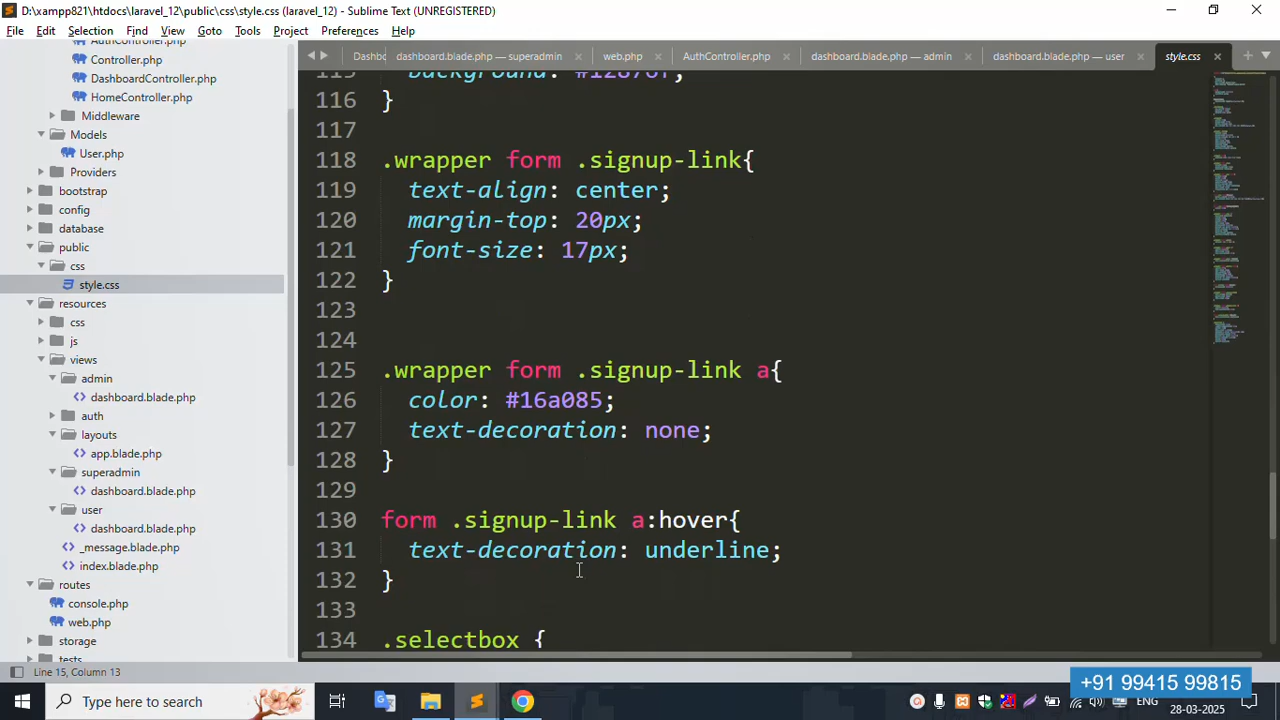 D:\xampp821\htdocs\laravel_12\public\css\style.css (laravel_12) - Sublime Text (UNREGISTERED)
File Edit Selection Find View Goto Tools Project Preferences Help
AuthController.php
Controller.php
DashboardController.php
HomeController.php
Middleware
Models
User.php
Providers
bootstrap
config
database
public
css
style.css
resources
css
js
views
admin
dashboard.blade.php
auth
layouts
app.blade.php
superadmin
dashboard.blade.php
user
dashboard.blade.php
_message.blade.php
index.blade.php
routes
console.php
web.php
storage
tests
Dashbo dashboard.blade.php — superadmin web.php AuthController.php dashboard.blade.php — admin dashboard.blade.php — user style.css
115 background: #12876f;
116 }
117
118 .wrapper form .signup-link{
119 text-align: center;
120 margin-top: 20px;
121 font-size: 17px;
122 }
123
124
125 .wrapper form .signup-link a{
126 color: #16a085;
127 text-decoration: none;
128 }
129
130 form .signup-link a:hover{
131 text-decoration: underline;
132 }
133
134 .selectbox {
Line 15, Column 13
+91 99415 99815
Type here to search
ENG
28-03-2025